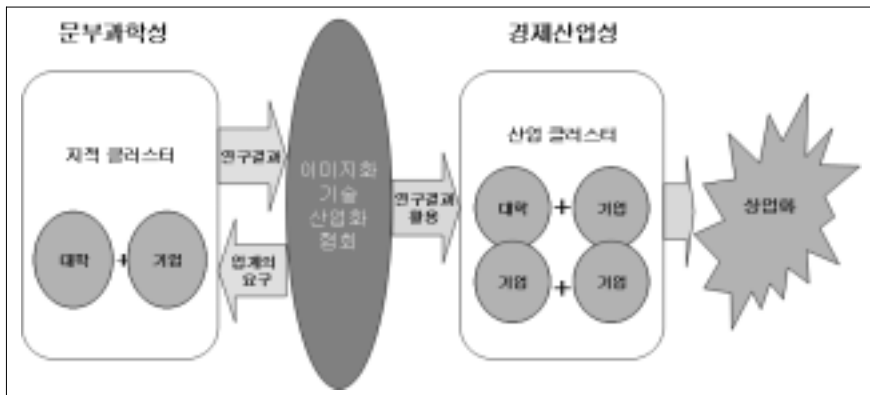 문부과학성
경제산업성
지적 클러스터
대학 + 기업
연구결과
업계의
요구
이미지화
기술
산업화
협회
연구결과
활용
산업 클러스터
대학 + 기업
기업 + 기업
상업화